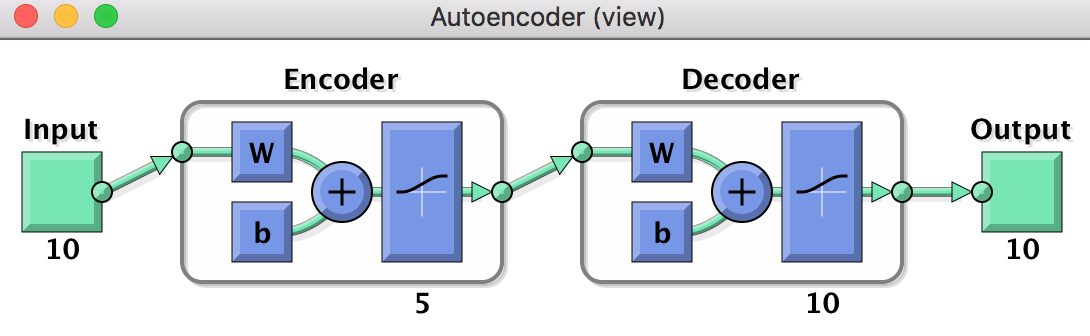 Autoencoder (view)
Encoder
Decoder
Input
Output
W
W
b
b
10
10
5
10